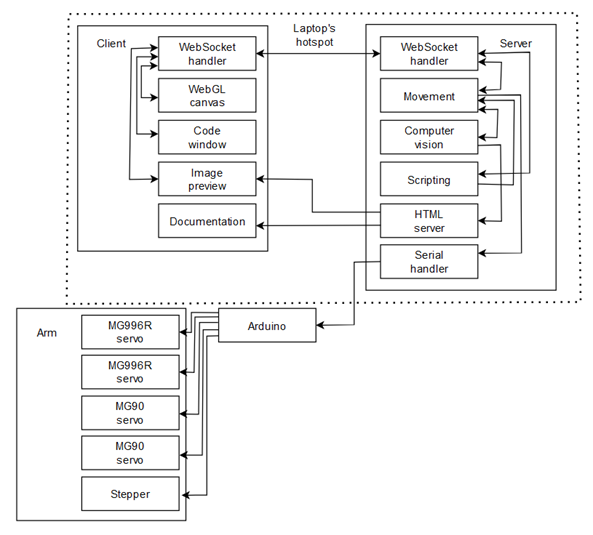 Laptop's
hotspot
Client
WebSocket
handler
WebGL
canvas
Code
window
Image
preview
Documentation
Server
WebSocket
handler
Movement
Computer
vision
Scripting
HTML
server
Serial
handler
Arm
MG996R
servo
MG996R
servo
MG90
servo
MG90
servo
Stepper
Arduino